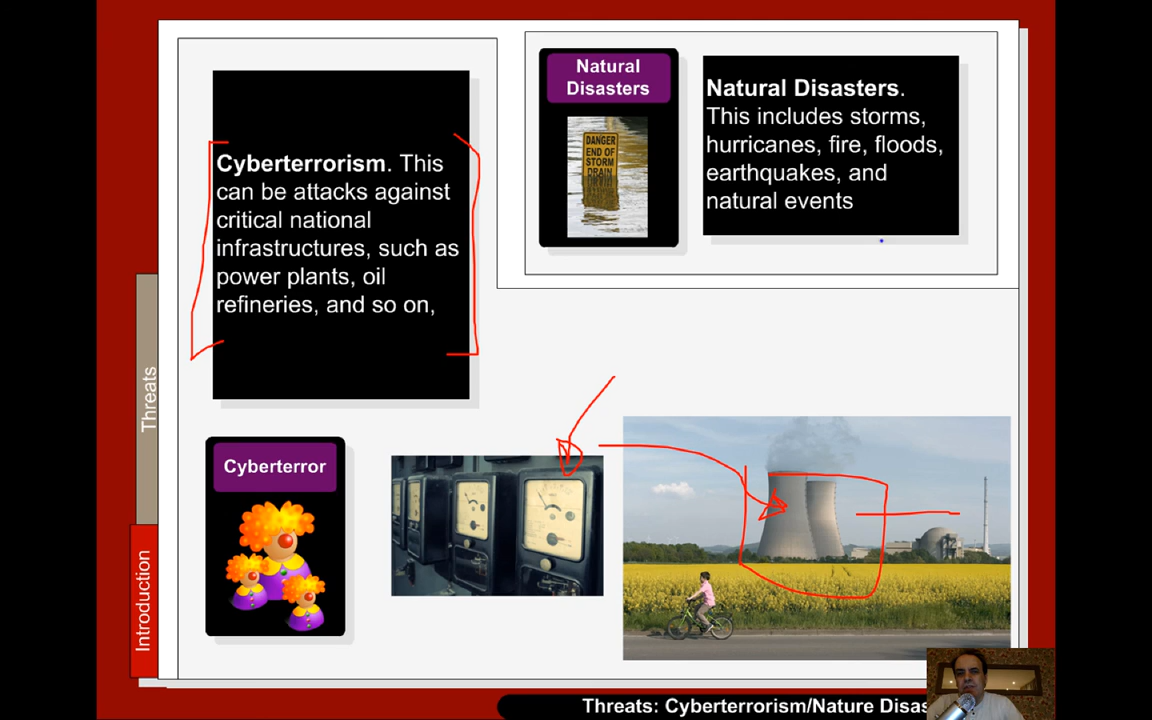 Cyberterrorism. This
can be attacks against
critical national
infrastructures, such as
power plants, oil
refineries, and so on,
Natural
Disasters
DANGER
END OF
STORM
DRAIN
Natural Disasters.
This includes storms,
hurricanes, fire, floods,
earthquakes, and
natural events
Threats
Introduction
Cyberterror
Threats: Cyberterrorism/Nature Disas